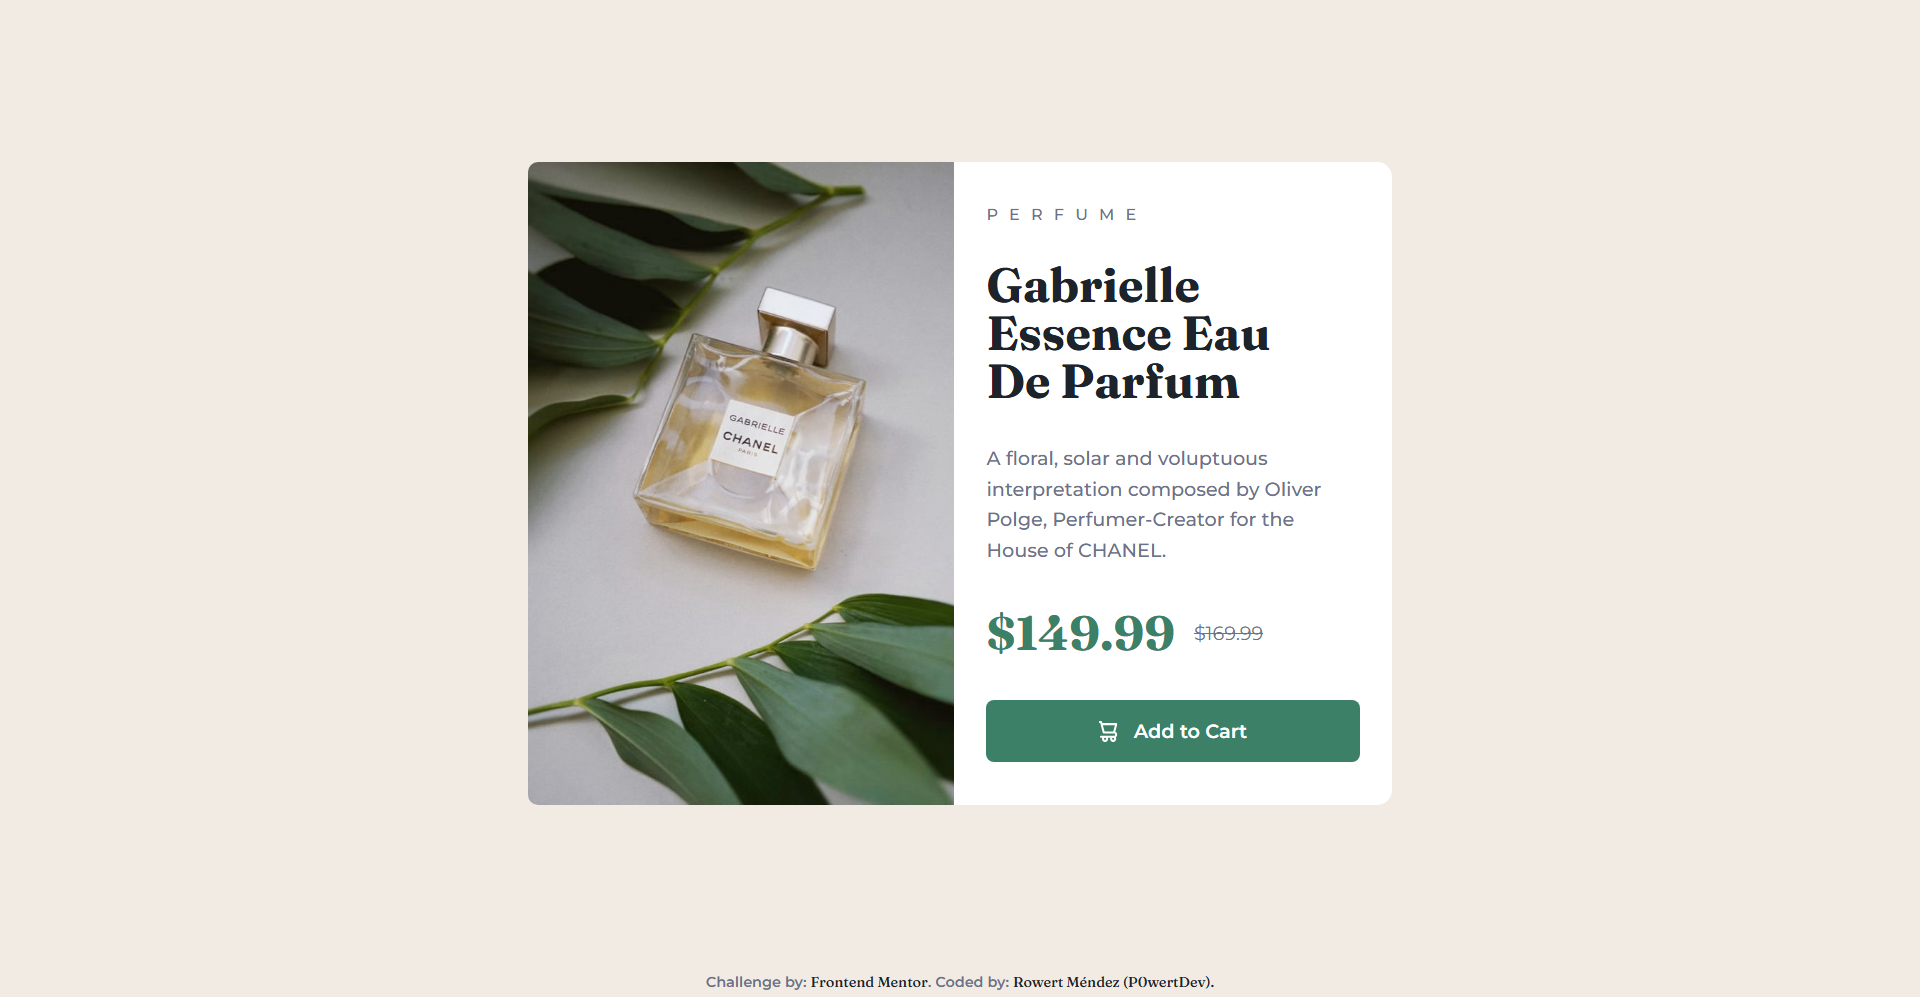 GABRIELLE
CHANEL
PARIS
PERFUME
Gabrielle
Essence Eau
De Parfum
A floral, solar and voluptuous
interpretation composed by Oliver
Polge, Perfumer-Creator for the
House of CHANEL.
$149.99 $169.99
Add to Cart
Challenge by: Frontend Mentor. Coded by: Rowert Méndez (P0wertDev).